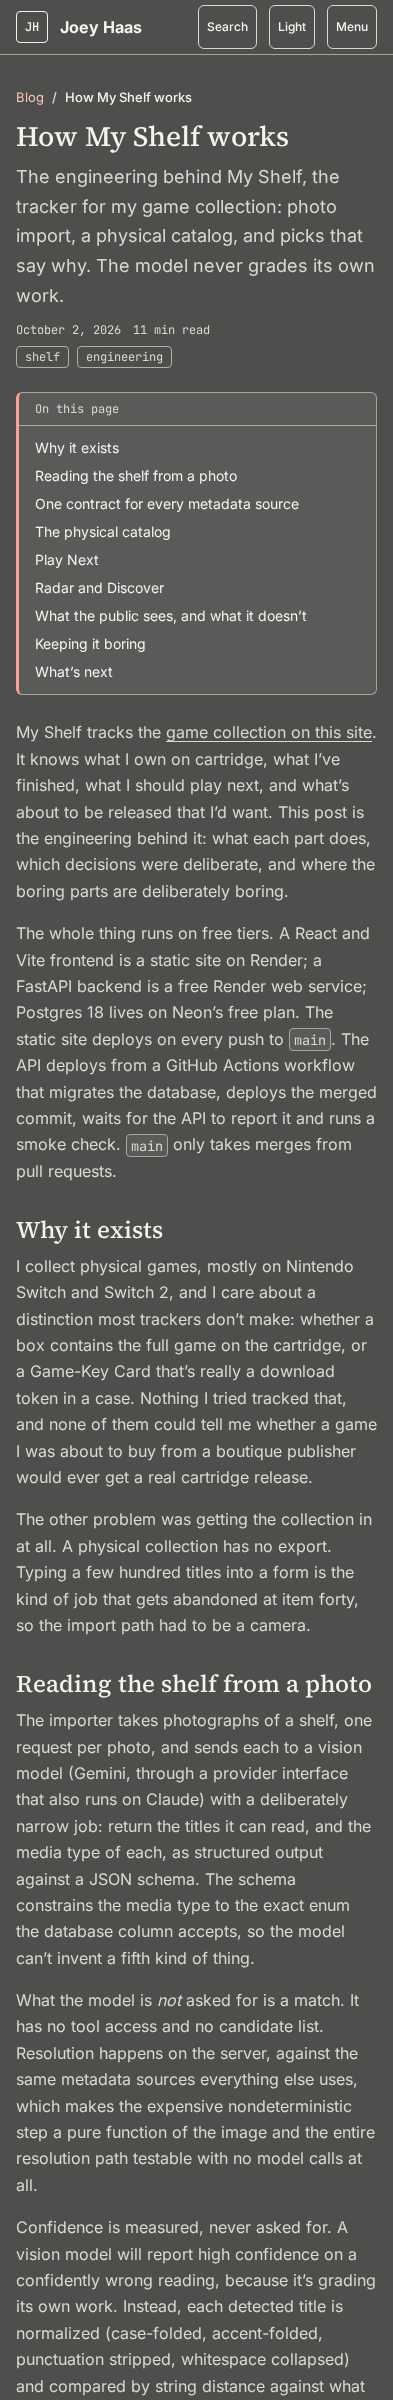 JH Joey Haas Search Light Menu
Blog / How My Shelf works
How My Shelf works
The engineering behind My Shelf, the
tracker for my game collection: photo
import, a physical catalog, and picks that
say why. The model never grades its own
work.
October 2, 2026 11 min read
shelf engineering
On this page
Why it exists
Reading the shelf from a photo
One contract for every metadata source
The physical catalog
Play Next
Radar and Discover
What the public sees, and what it doesn’t
Keeping it boring
What’s next
My Shelf tracks the game collection on this site.
It knows what I own on cartridge, what I’ve
finished, what I should play next, and what’s
about to be released that I’d want. This post is
the engineering behind it: what each part does,
which decisions were deliberate, and where the
boring parts are deliberately boring.
The whole thing runs on free tiers. A React and
Vite frontend is a static site on Render; a
FastAPI backend is a free Render web service;
Postgres 18 lives on Neon’s free plan. The
static site deploys on every push to main. The
API deploys from a GitHub Actions workflow
that migrates the database, deploys the merged
commit, waits for the API to report it and runs a
smoke check. main only takes merges from
pull requests.
Why it exists
I collect physical games, mostly on Nintendo
Switch and Switch 2, and I care about a
distinction most trackers don’t make: whether a
box contains the full game on the cartridge, or
a Game-Key Card that’s really a download
token in a case. Nothing I tried tracked that,
and none of them could tell me whether a game
I was about to buy from a boutique publisher
would ever get a real cartridge release.
The other problem was getting the collection in
at all. A physical collection has no export.
Typing a few hundred titles into a form is the
kind of job that gets abandoned at item forty,
so the import path had to be a camera.
Reading the shelf from a photo
The importer takes photographs of a shelf, one
request per photo, and sends each to a vision
model (Gemini, through a provider interface
that also runs on Claude) with a deliberately
narrow job: return the titles it can read, and the
media type of each, as structured output
against a JSON schema. The schema
constrains the media type to the exact enum
the database column accepts, so the model
can’t invent a fifth kind of thing.
What the model is not asked for is a match. It
has no tool access and no candidate list.
Resolution happens on the server, against the
same metadata sources everything else uses,
which makes the expensive nondeterministic
step a pure function of the image and the entire
resolution path testable with no model calls at
all.
Confidence is measured, never asked for. A
vision model will report high confidence on a
confidently wrong reading, because it’s grading
its own work. Instead, each detected title is
normalized (case-folded, accent-folded,
punctuation stripped, whitespace collapsed)
and compared by string distance against what